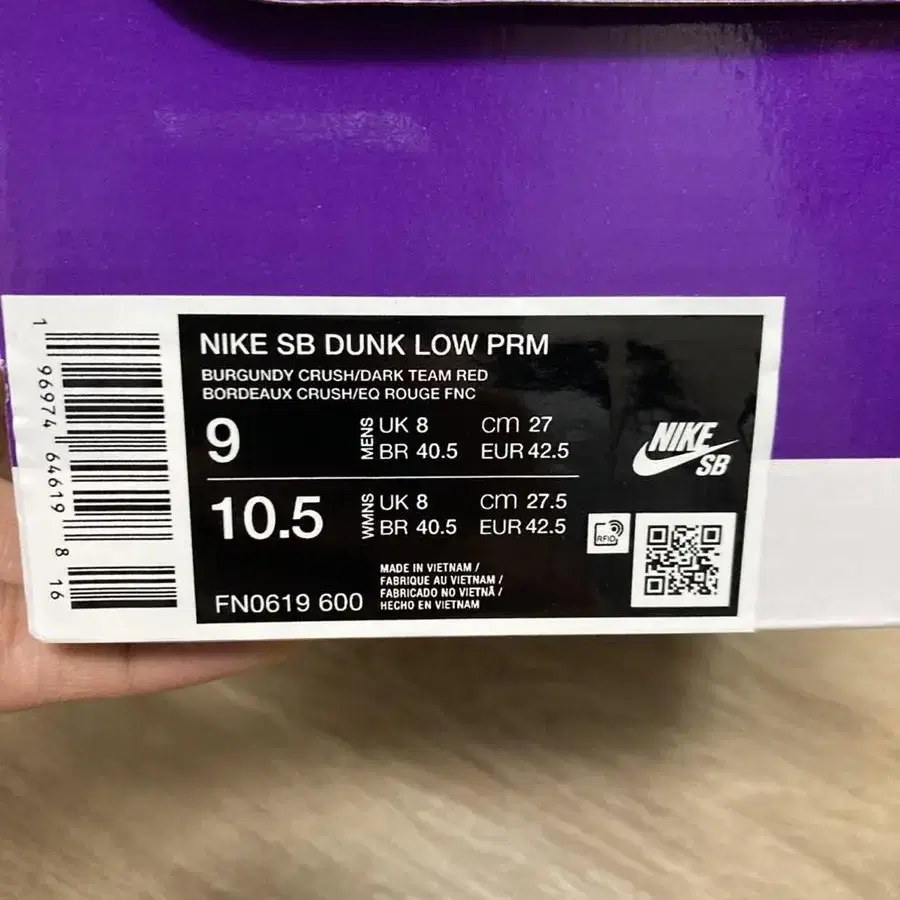 NIKE SB DUNK LOW PRM
BURGUNDY CRUSH/DARK TEAM RED
BORDEAUX CRUSH/EQ ROUGE FNC
9 MENS UK 8 cm 27
BR 40.5 EUR 42.5
10.5 WMNS UK 8 cm 27.5
BR 40.5 EUR 42.5
NIKE
SB
RFID
MADE IN VIETNAM /
FABRIQUE AU VIETNAM /
FABRICADO NO VIETNÃ /
HECHO EN VIETNAM
FN0619 600
1 96974 64619 8 16